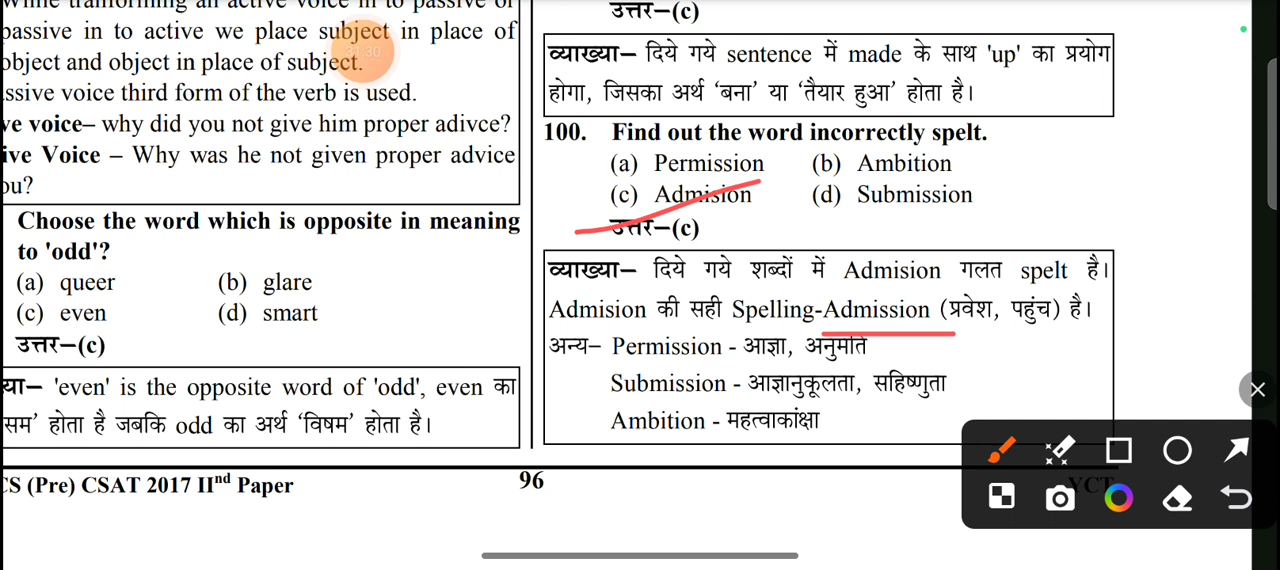 passive in to active we place subject in place of
object and object in place of subject.
ssive voice third form of the verb is used.
ve voice– why did you not give him proper adivce?
ive Voice – Why was he not given proper advice
ou?
Choose the word which is opposite in meaning
to 'odd'?
(a) queer (b) glare
(c) even (d) smart
उत्तर–(c)
या– 'even' is the opposite word of 'odd', even का
सम' होता है जबकि odd का अर्थ 'विषम' होता है।
उत्तर–(c)
व्याख्या– दिये गये sentence में made के साथ 'up' का प्रयोग
होगा, जिसका अर्थ 'बना' या 'तैयार हुआ' होता है।
100. Find out the word incorrectly spelt.
(a) Permission (b) Ambition
(c) Admision (d) Submission
उत्तर–(c)
व्याख्या– दिये गये शब्दों में Admision गलत spelt है।
Admision की सही Spelling-Admission (प्रवेश, पहुंच) है।
अन्य– Permission - आज्ञा, अनुमति
Submission - आज्ञानुकूलता, सहिष्णुता
Ambition - महत्वाकांक्षा
CS (Pre) CSAT 2017 IInd Paper 96 YCT